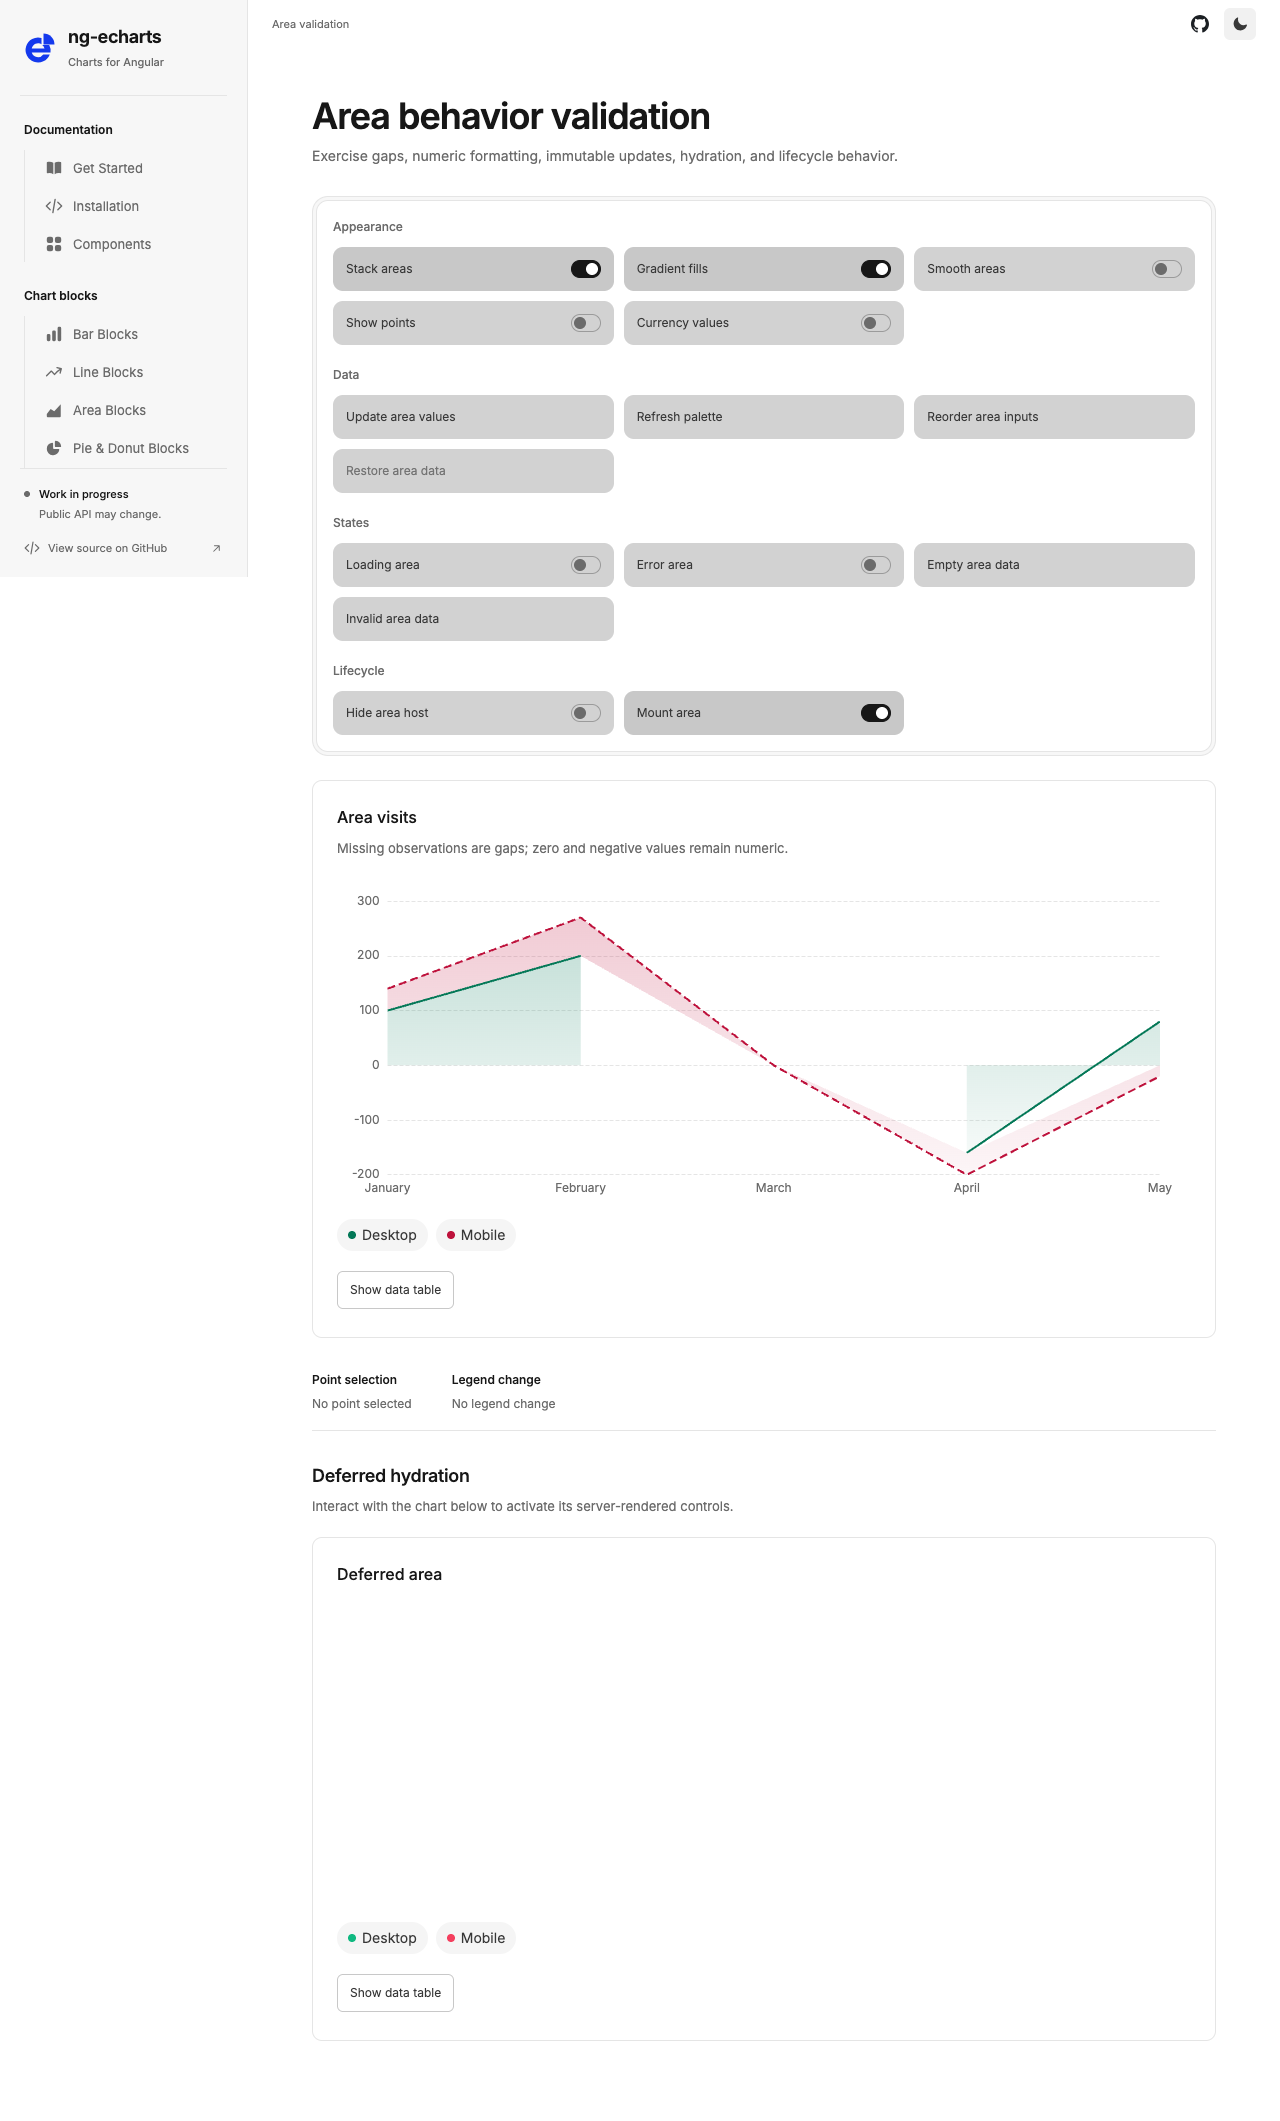 ng-echarts
Charts for Angular
Documentation
Get Started
Installation
Components
Chart blocks
Bar Blocks
Line Blocks
Area Blocks
Pie & Donut Blocks
Work in progress
Public API may change.
View source on GitHub
Area validation
Area behavior validation
Exercise gaps, numeric formatting, immutable updates, hydration, and lifecycle behavior.
Appearance
Stack areas
Gradient fills
Smooth areas
Show points
Currency values
Data
Update area values
Refresh palette
Reorder area inputs
Restore area data
States
Loading area
Error area
Empty area data
Invalid area data
Lifecycle
Hide area host
Mount area
Area visits
Missing observations are gaps; zero and negative values remain numeric.
300
200
100
0
-100
-200
January
February
March
April
May
Desktop
Mobile
Show data table
Point selection
No point selected
Legend change
No legend change
Deferred hydration
Interact with the chart below to activate its server-rendered controls.
Deferred area
Desktop
Mobile
Show data table